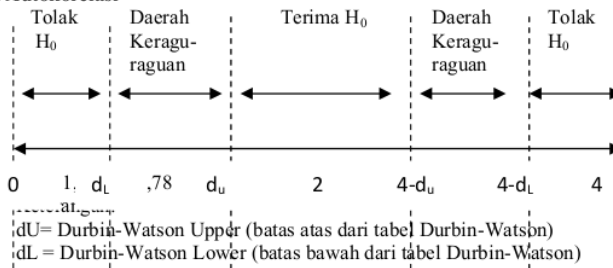 Tolak H₀ Daerah Keragu-raguan Terima H₀ Daerah Keragu-raguan Tolak H₀
0 1, dL ,78 du 2 4-du 4-dL 4
dU= Durbin-Watson Upper (batas atas dari tabel Durbin-Watson)
dL = Durbin-Watson Lower (batas bawah dari tabel Durbin-Watson)